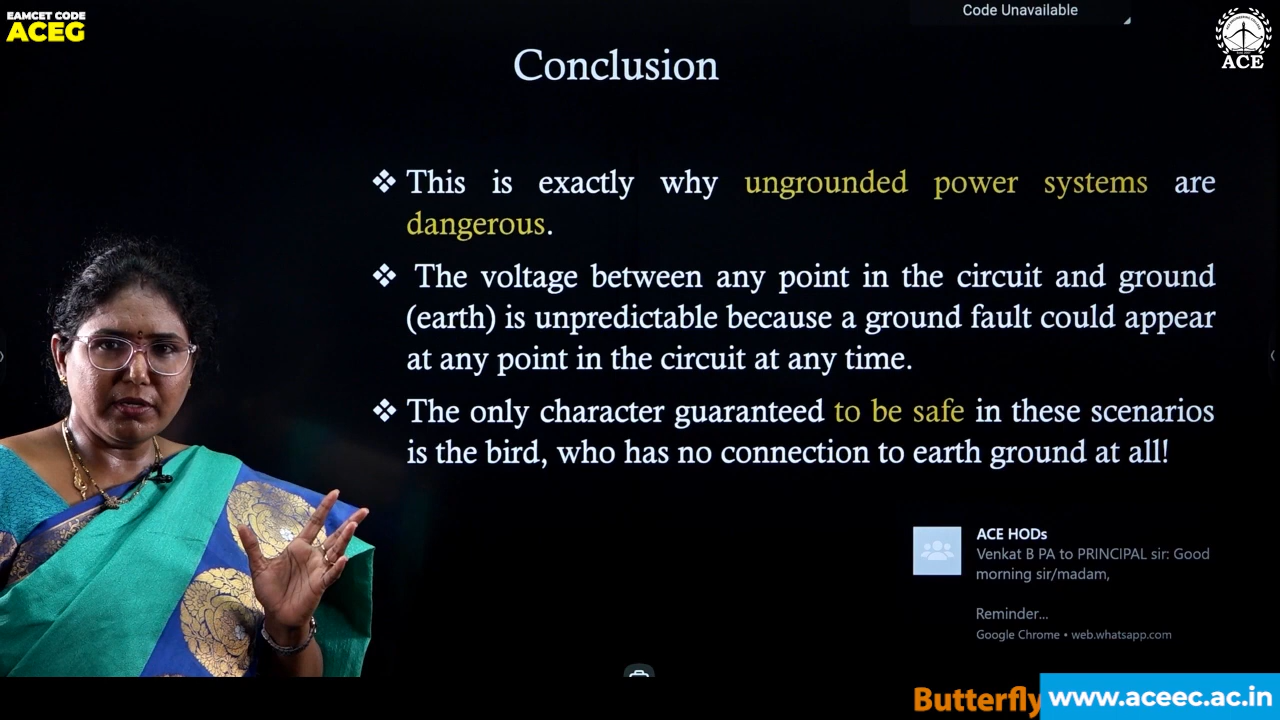 EAMCET CODE
ACEG
Code Unavailable
ACE
Conclusion
❖ This is exactly why ungrounded power systems are
dangerous.
❖ The voltage between any point in the circuit and ground
(earth) is unpredictable because a ground fault could appear
at any point in the circuit at any time.
❖ The only character guaranteed to be safe in these scenarios
is the bird, who has no connection to earth ground at all!
ACE HODs
Venkat B PA to PRINCIPAL sir: Good
morning sir/madam,
Reminder...
Google Chrome • web.whatsapp.com
Butterfly
www.aceec.ac.in